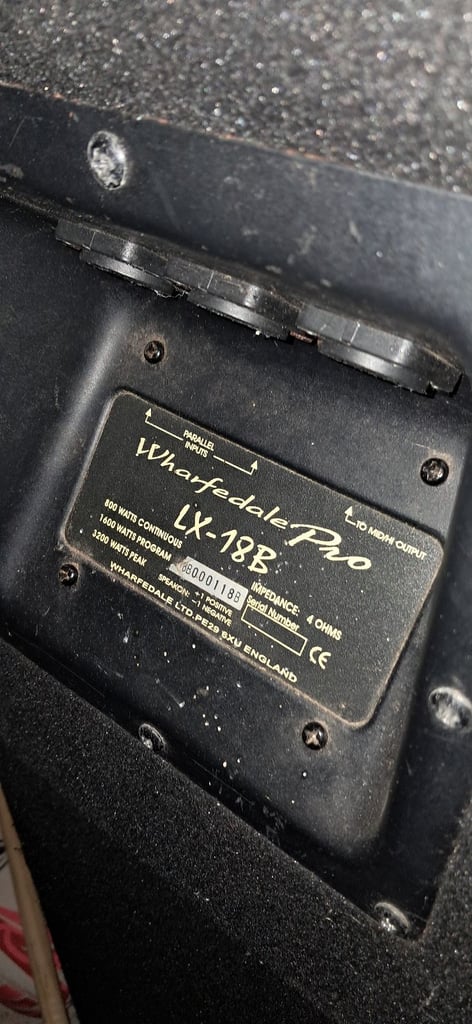 PARALLEL
INPUTS
TO MID/HI OUTPUT
Wharfedale Pro
LX-18B
800 WATTS CONTINUOUS
1600 WATTS PROGRAM
3200 WATTS PEAK
IMPEDANCE: 4 OHMS
SPEAKON: +1 POSITIVE
-1 NEGATIVE
Serial Number
WHARFEDALE LTD.PE29 6XU ENGLAND
CE